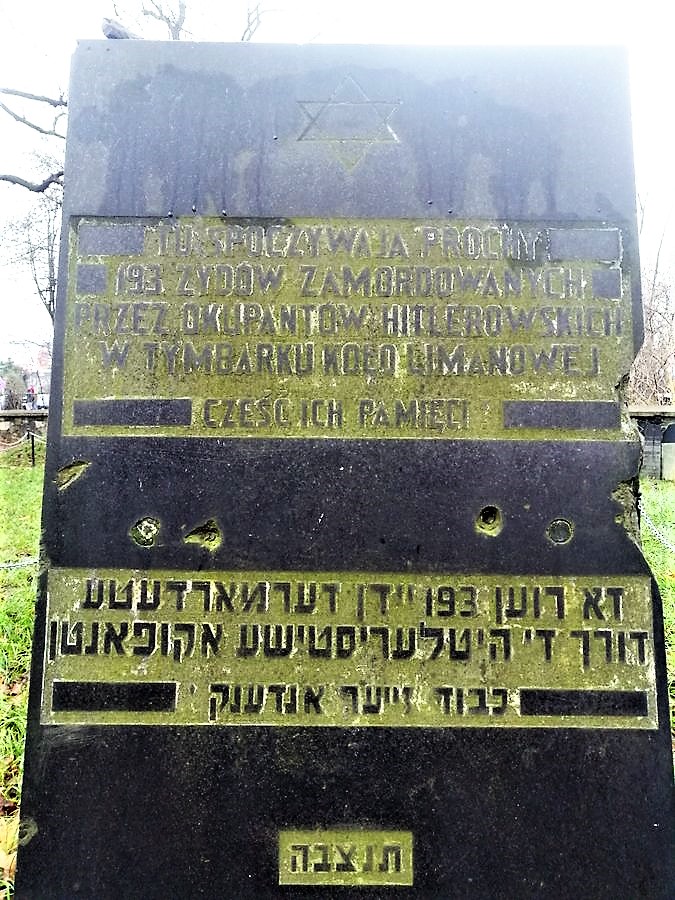 TU SPOCZYWAJA PROCHY
193 ŻYDÓW ZAMORDOWANYCH
PRZEZ OKUPANTÓW HITLEROWSKICH
W TYMBARKU KOŁO LIMANOWEJ
CZEŚĆ ICH PAMIĘCI
דא רוען 193 יידן דערמארדעטע
דורך די היטלעריסטישע אקופאנטן
כבוד זייער אנדענק
תנצבה